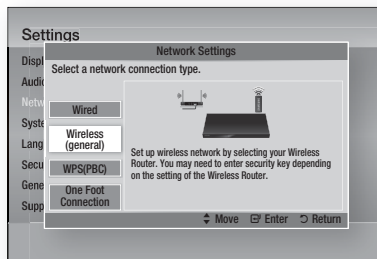 Settings
Network Settings
Select a network connection type.
Displ
Audio
Netw
Syste
Lang
Secu
Gene
Supp
Wired
Wireless
(general)
WPS(PBC)
One Foot
Connection
Set up wireless network by selecting your Wireless
Router. You may need to enter security key depending
on the setting of the Wireless Router.
Move Enter Return